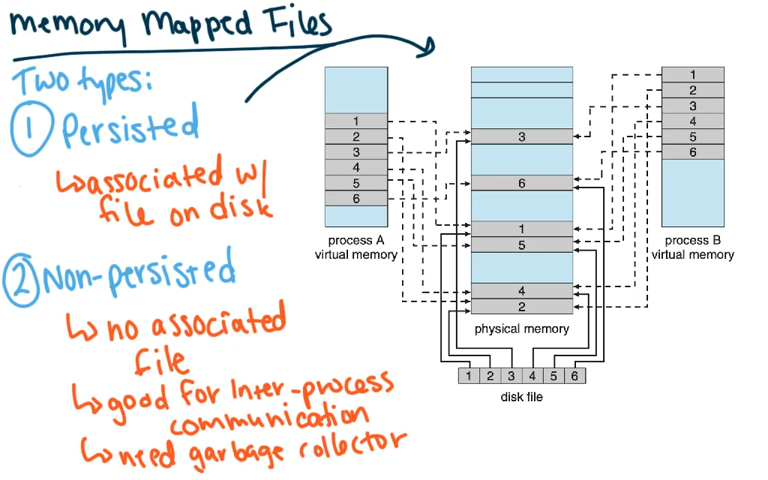 Memory Mapped Files
Two types:
1 Persisted
↳associated w/
file on disk
2 Non-persisted
↳ no associated
file
↳good for Inter-process
communication
↳need garbage collector
1
2
3
4
5
6
process A
virtual memory
3
6
1
5
4
2
physical memory
1
2
3
4
5
6
process B
virtual memory
1 2 3 4 5 6
disk file